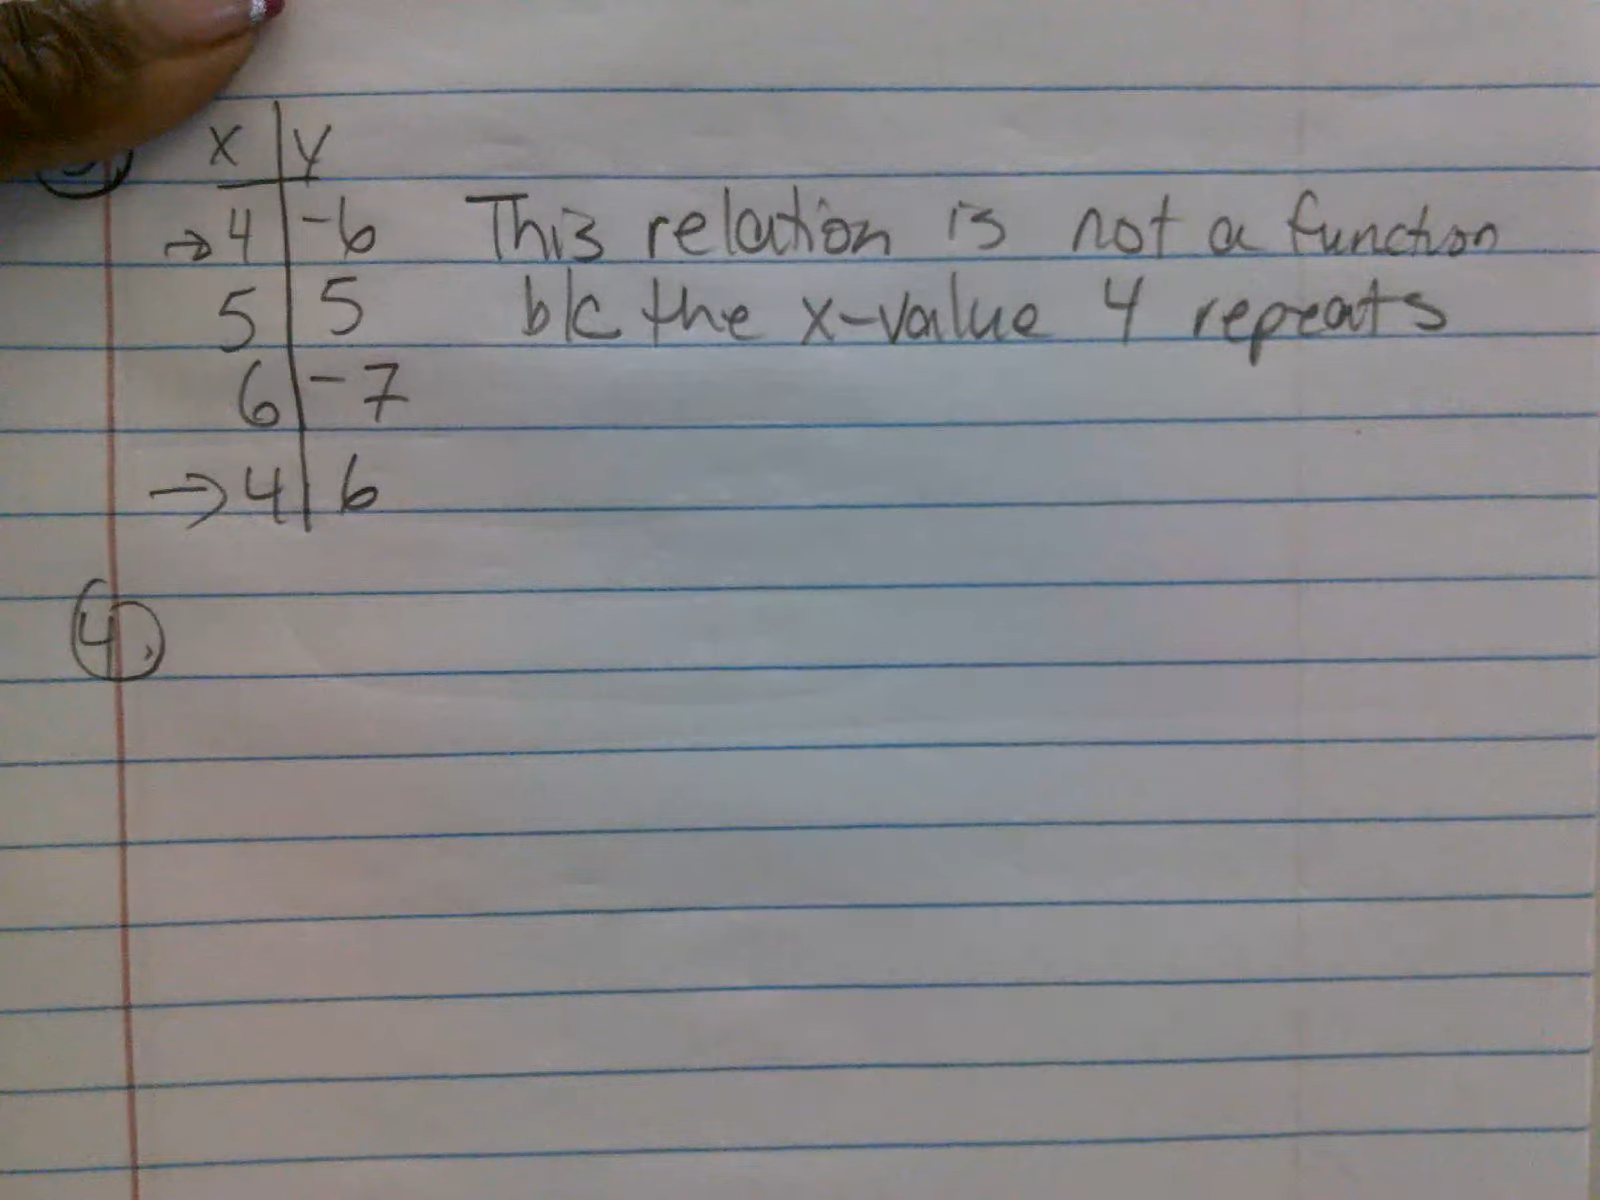 x y
→4 -6 This relation is not a function
5 5 b/c the x-value 4 repeats
6 -7
→4 6
4.